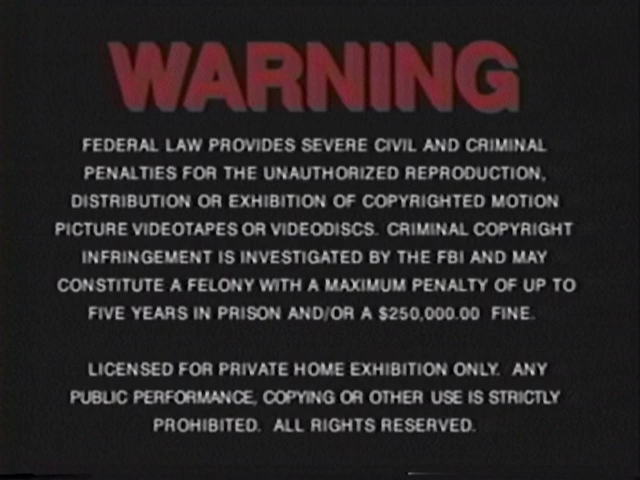 WARNING
FEDERAL LAW PROVIDES SEVERE CIVIL AND CRIMINAL
PENALTIES FOR THE UNAUTHORIZED REPRODUCTION,
DISTRIBUTION OR EXHIBITION OF COPYRIGHTED MOTION
PICTURE VIDEOTAPES OR VIDEODISCS. CRIMINAL COPYRIGHT
INFRINGEMENT IS INVESTIGATED BY THE FBI AND MAY
CONSTITUTE A FELONY WITH A MAXIMUM PENALTY OF UP TO
FIVE YEARS IN PRISON AND/OR A $250,000.00 FINE.
LICENSED FOR PRIVATE HOME EXHIBITION ONLY. ANY
PUBLIC PERFORMANCE, COPYING OR OTHER USE IS STRICTLY
PROHIBITED. ALL RIGHTS RESERVED.